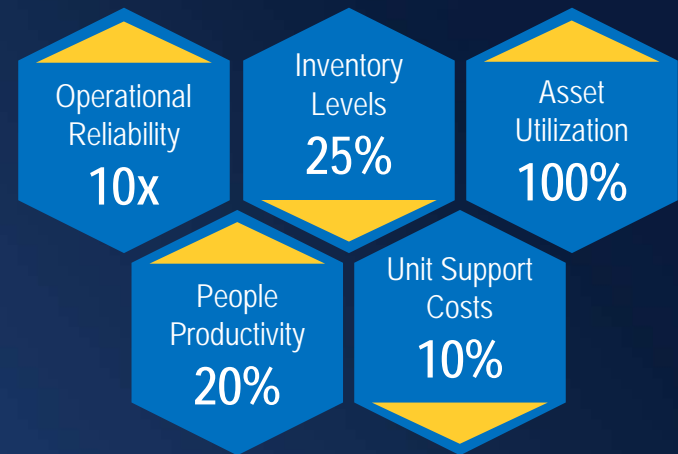 Operational
Reliability
10x
Inventory
Levels
25%
Asset
Utilization
100%
People
Productivity
20%
Unit Support
Costs
10%